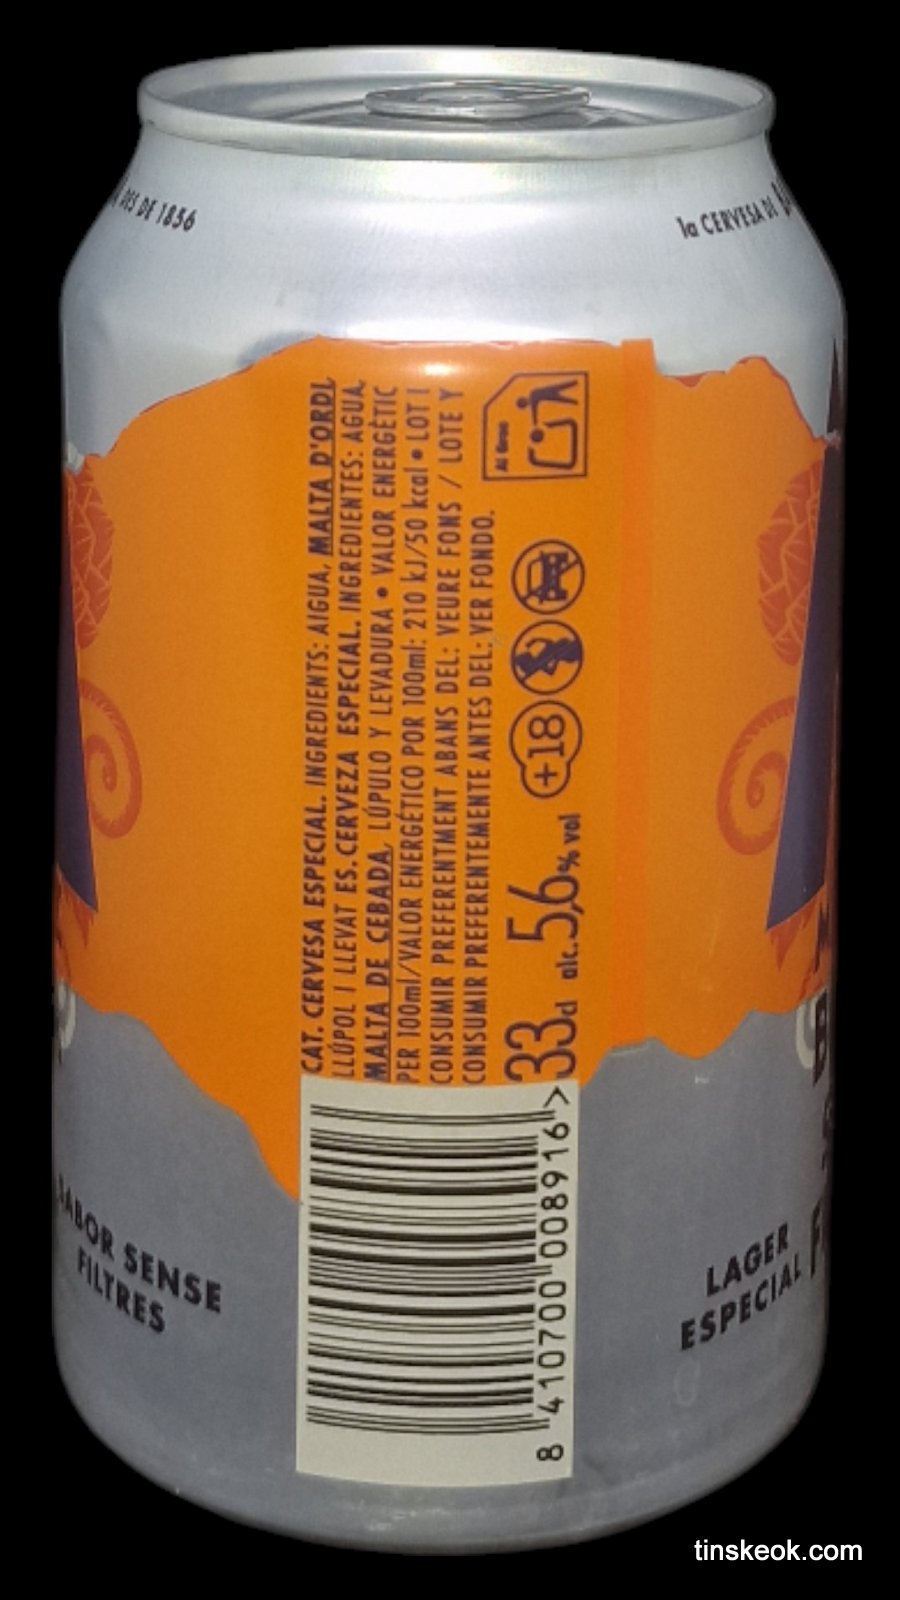 DES DE 1856
la CERVESA DE
CAT. CERVESA ESPECIAL. INGREDIENTS: AIGUA, MALTA D'ORDI,
LLÚPOL I LLEVAT ES. CERVEZA ESPECIAL. INGREDIENTES: AGUA,
MALTA DE CEBADA, LÚPULO Y LEVADURA • VALOR ENERGÈTIC
PER 100ml/VALOR ENERGÉTICO POR 100ml: 210 kJ/50 kcal • LOT I
CONSUMIR PREFERENTMENT ABANS DEL: VEURE FONS / LOTE Y
CONSUMIR PREFERENTEMENTE ANTES DEL: VER FONDO.
33cl alc. 5,6% vol +18
Al Groc
8 410700 008916 >
SABOR SENSE
FILTRES
LAGER
ESPECIAL
tinskeok.com